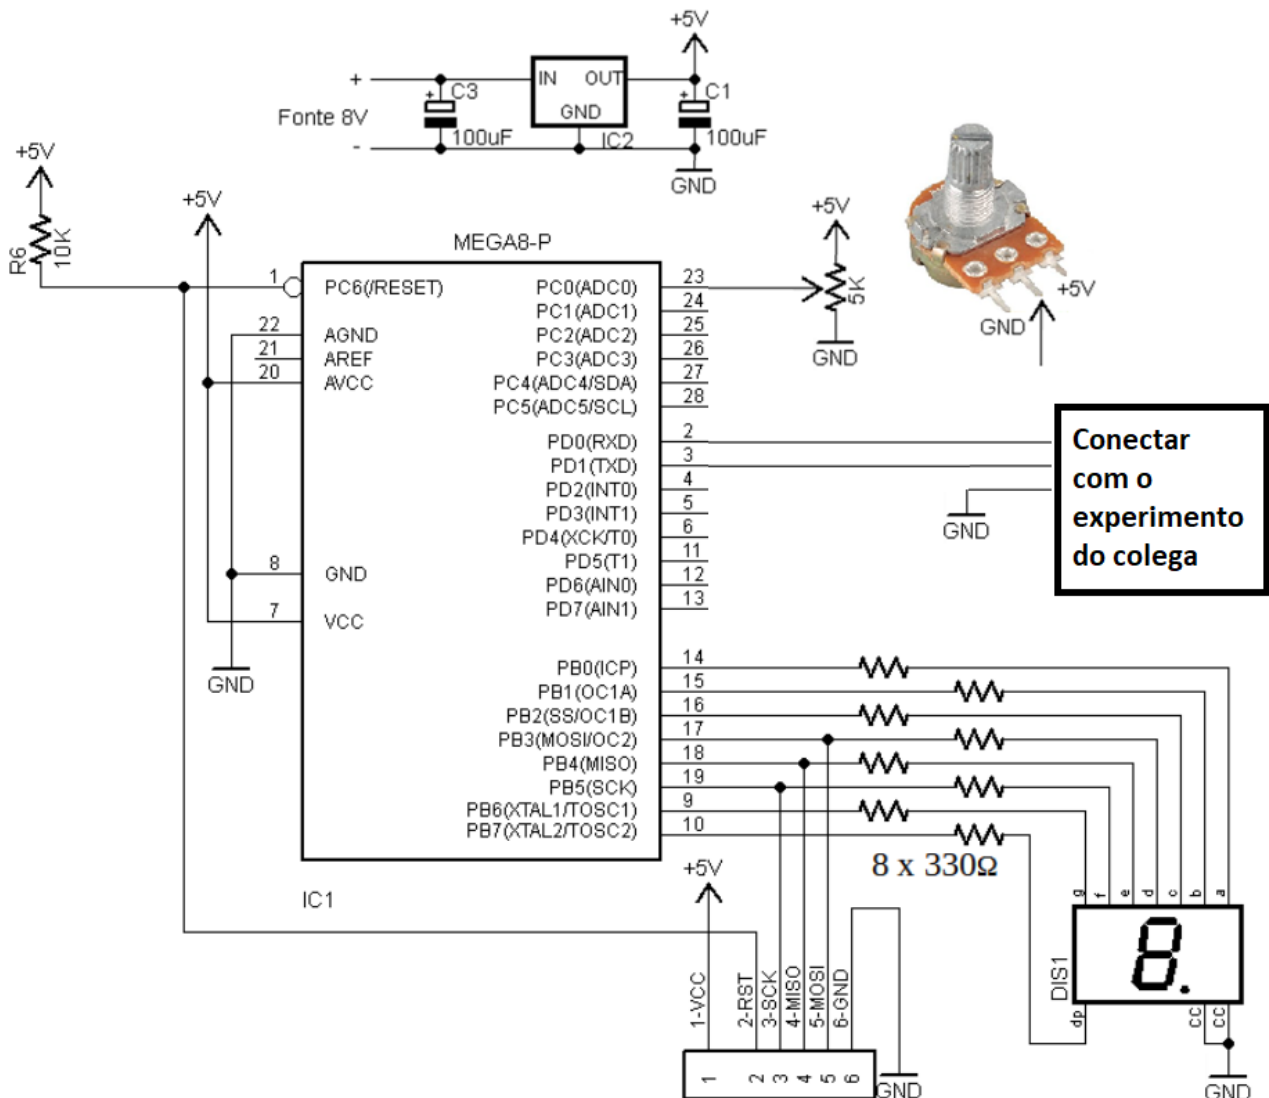 +5V
+
IN
OUT
C3
C1
Fonte 8V
GND
100uF
IC2
100uF
-
GND
+5V
R6
10K
+5V
MEGA8-P
1
PC6(/RESET)
22
AGND
21
AREF
20
AVCC
8
GND
7
VCC
GND
PC0(ADC0)
23
PC1(ADC1)
24
PC2(ADC2)
25
PC3(ADC3)
26
PC4(ADC4/SDA)
27
PC5(ADC5/SCL)
28
PD0(RXD)
2
PD1(TXD)
3
PD2(INT0)
4
PD3(INT1)
5
PD4(XCK/T0)
6
PD5(T1)
11
PD6(AIN0)
12
PD7(AIN1)
13
PB0(ICP)
14
PB1(OC1A)
15
PB2(SS/OC1B)
16
PB3(MOSI/OC2)
17
PB4(MISO)
18
PB5(SCK)
19
PB6(XTAL1/TOSC1)
9
PB7(XTAL2/TOSC2)
10
IC1
+5V
5K
GND
+5V
GND
Conectar
com o
experimento
do colega
GND
8 x 330Ω
+5V
1-VCC
2-RST
3-SCK
4-MISO
5-MOSI
6-GND
1
2
3
4
5
6
GND
g
f
e
d
c
b
a
8.
DIS1
dp
CC
CC
GND